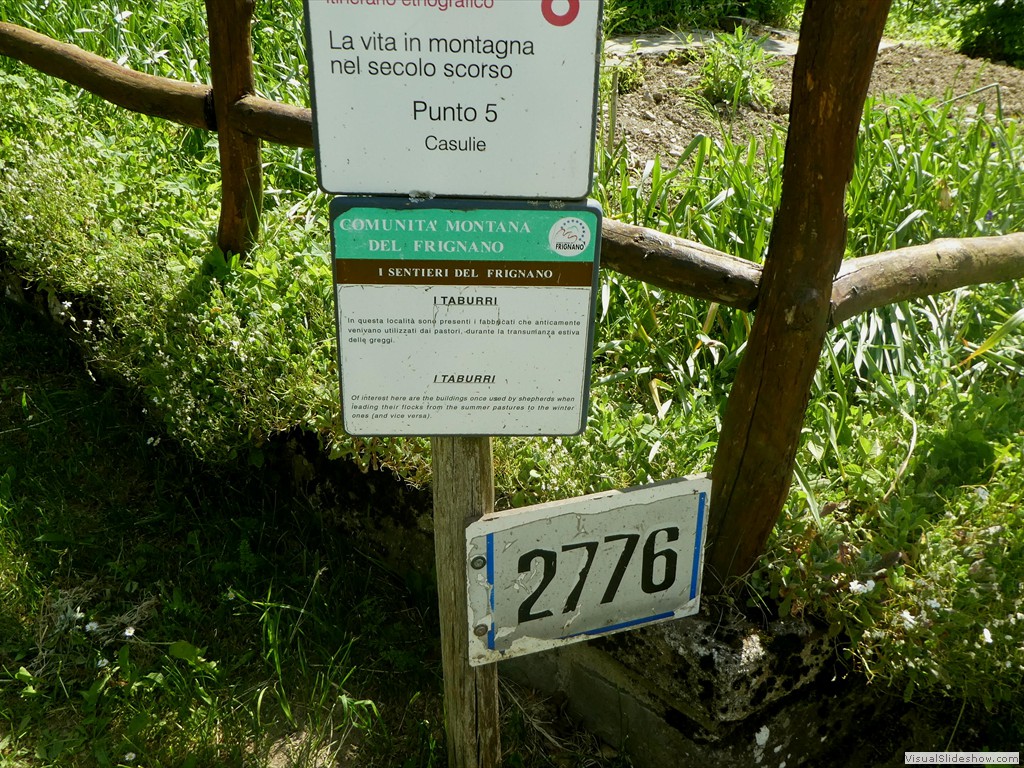 itinerario etnografico
La vita in montagna
nel secolo scorso
Punto 5
Casulie
COMUNITA' MONTANA
DEL FRIGNANO
FRIGNANO
I SENTIERI DEL FRIGNANO
I TABURRI
In questa località sono presenti i fabbricati che anticamente
venivano utilizzati dai pastori, durante la transumanza estiva
delle greggi.
I TABURRI
Of interest here are the buildings once used by shepherds when
leading their flocks from the summer pastures to the winter
ones (and vice versa).
2776
VisualSlideshow.com